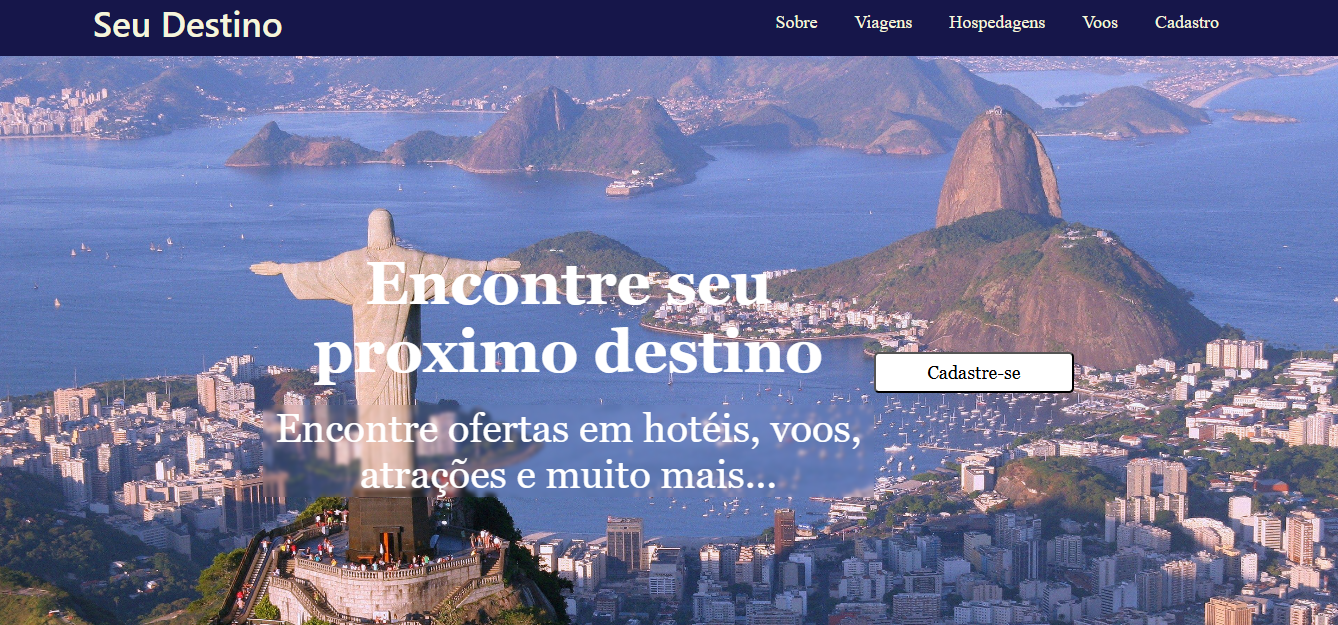 Seu Destino
Sobre Viagens Hospedagens Voos Cadastro
Encontre seu
proximo destino
Cadastre-se
Encontre ofertas em hotéis, voos,
atrações e muito mais...